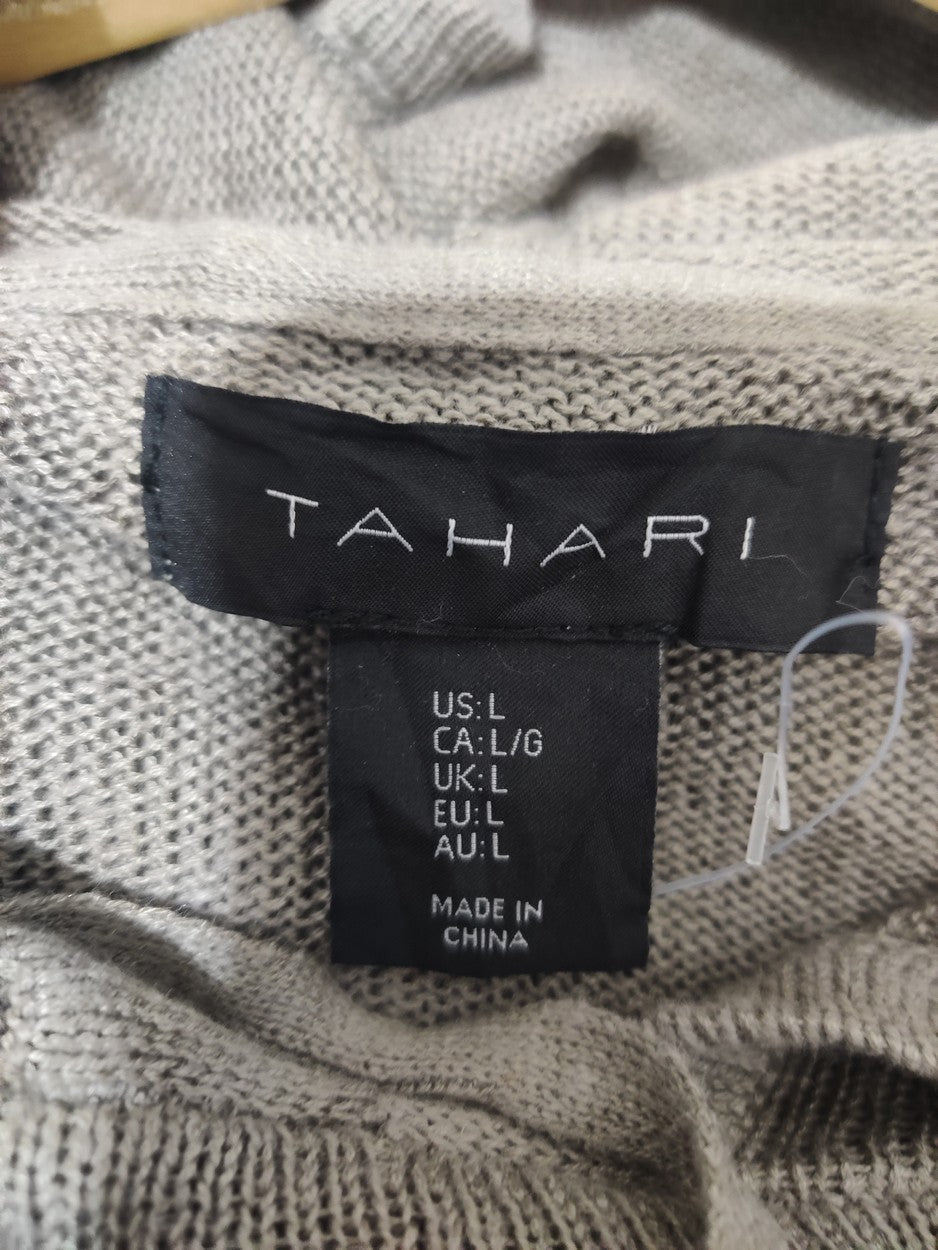 TAHARI
US: L
CA: L/G
UK: L
EU: L
AU: L
MADE IN
CHINA